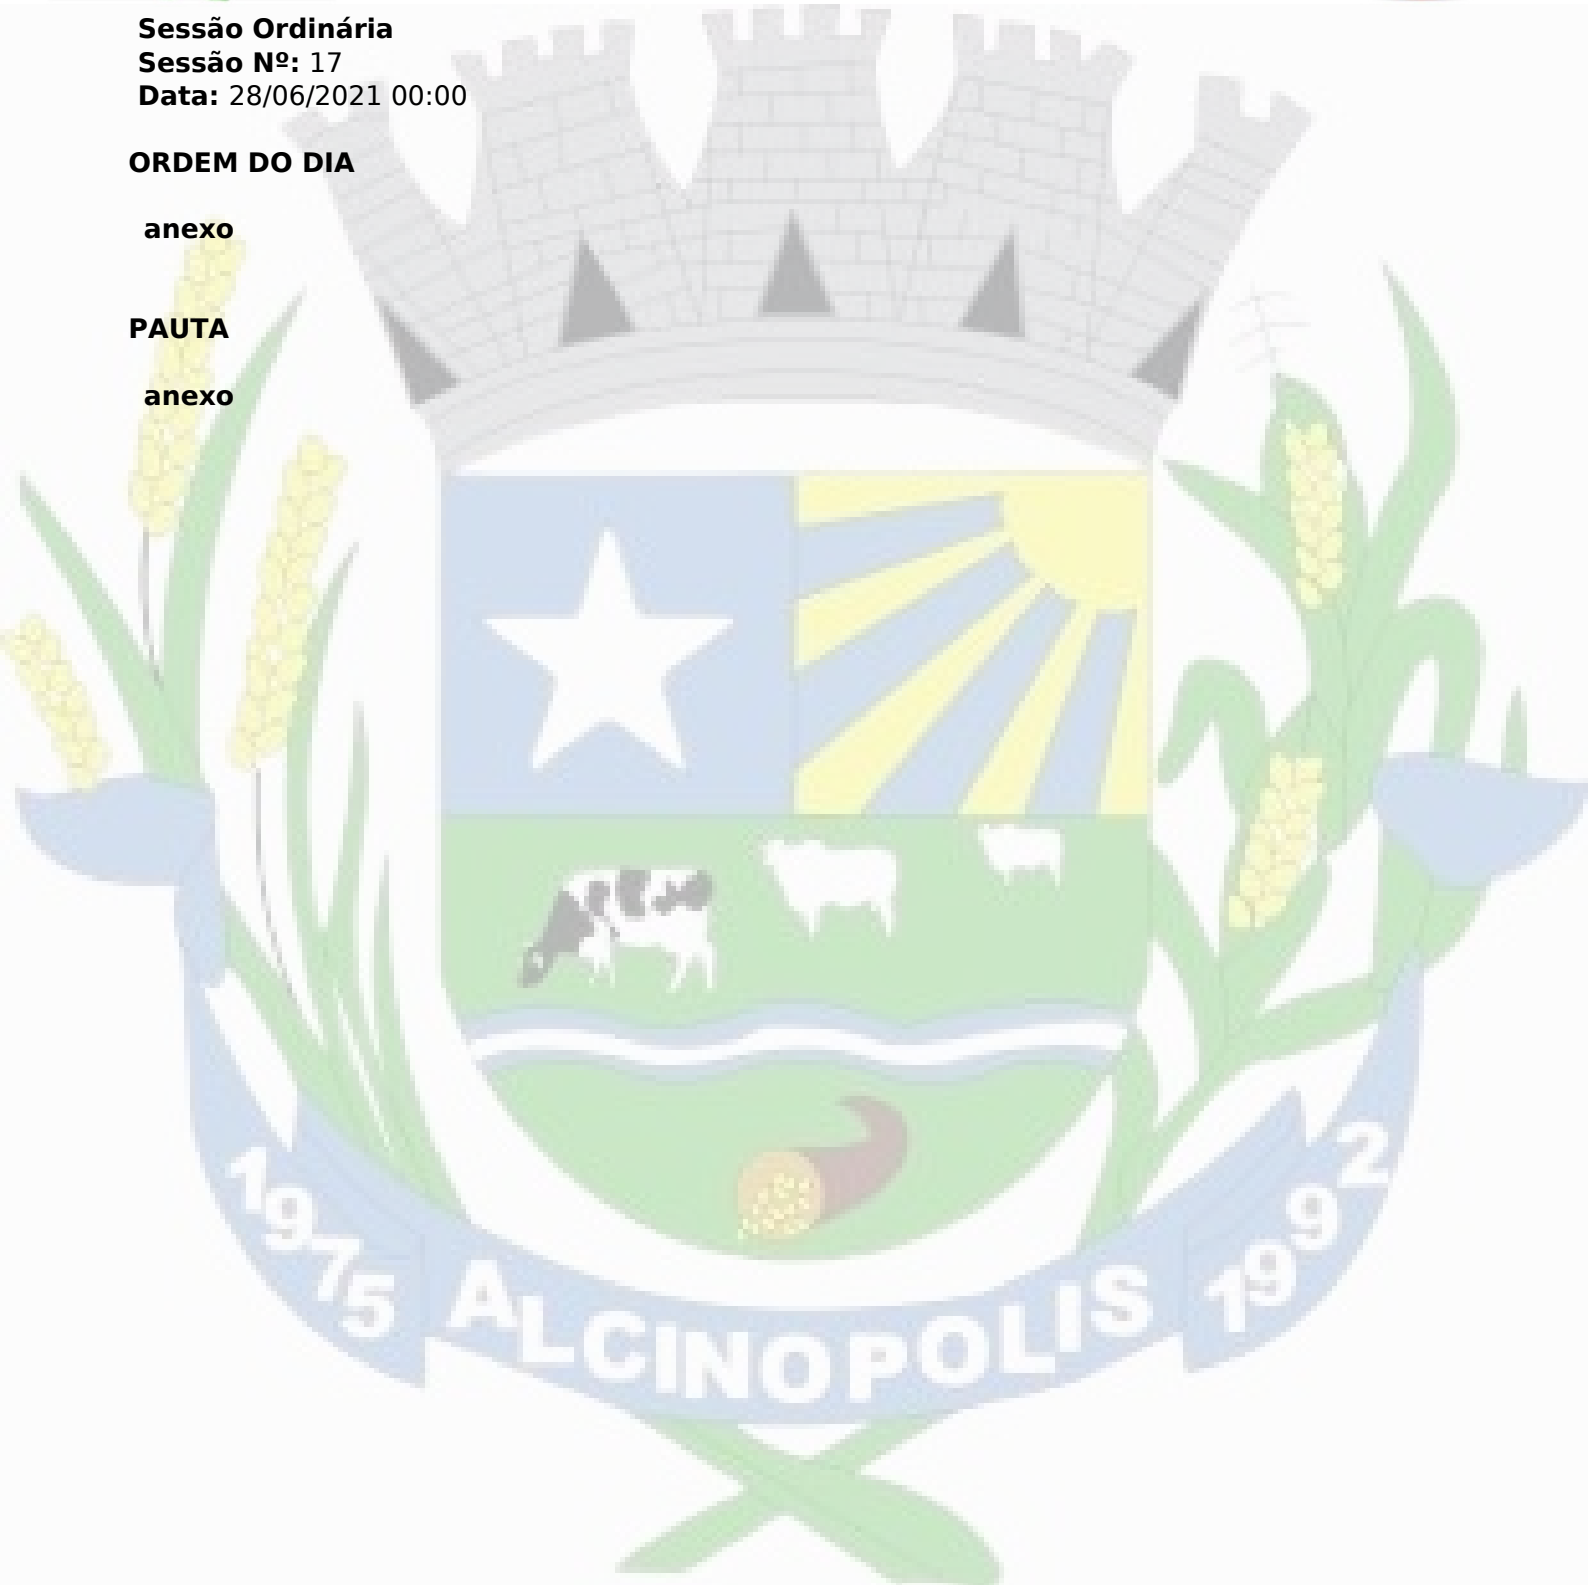 Sessão Ordinária
Sessão Nº: 17
Data: 28/06/2021 00:00
ORDEM DO DIA
anexo
PAUTA
anexo
1975 ALCINOPOLIS 1992